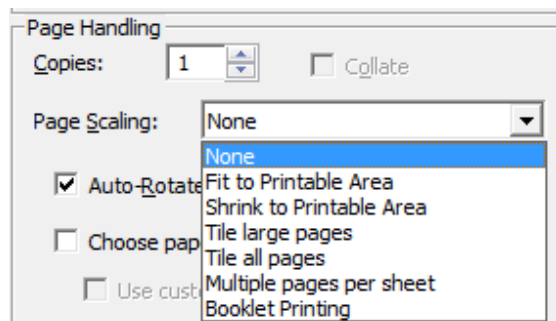 Page Handling
Copies: 1 Collate
Page Scaling: None
None
Auto-Rotate Fit to Printable Area
Shrink to Printable Area
Tile large pages
Choose pap Tile all pages
Multiple pages per sheet
Use cust Booklet Printing